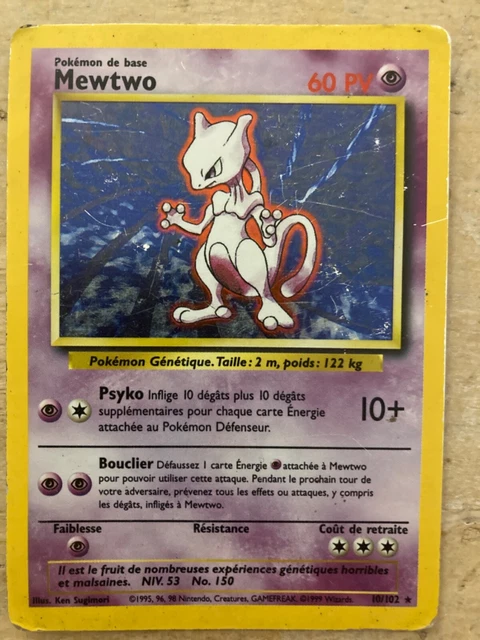 Pokémon de base
Mewtwo
60 PV
Pokémon Génétique. Taille: 2 m, poids: 122 kg
Psyko Inflige 10 dégâts plus 10 dégâts
supplémentaires pour chaque carte Énergie
attachée au Pokémon Défenseur.
10+
Bouclier Défaussez 1 carte Énergie attachée à Mewtwo
pour pouvoir utiliser cette attaque. Pendant le prochain tour de
votre adversaire, prévenez tous les effets ou attaques, y compris
les dégâts, infligés à Mewtwo.
Faiblesse Résistance Coût de retraite
Il est le fruit de nombreuses expériences génétiques horribles
et malsaines. NIV. 53 No. 150
Illus. Ken Sugimori ©1995, 96, 98 Nintendo, Creatures, GAMEFREAK. ©1999 Wizards. 10/102 ★